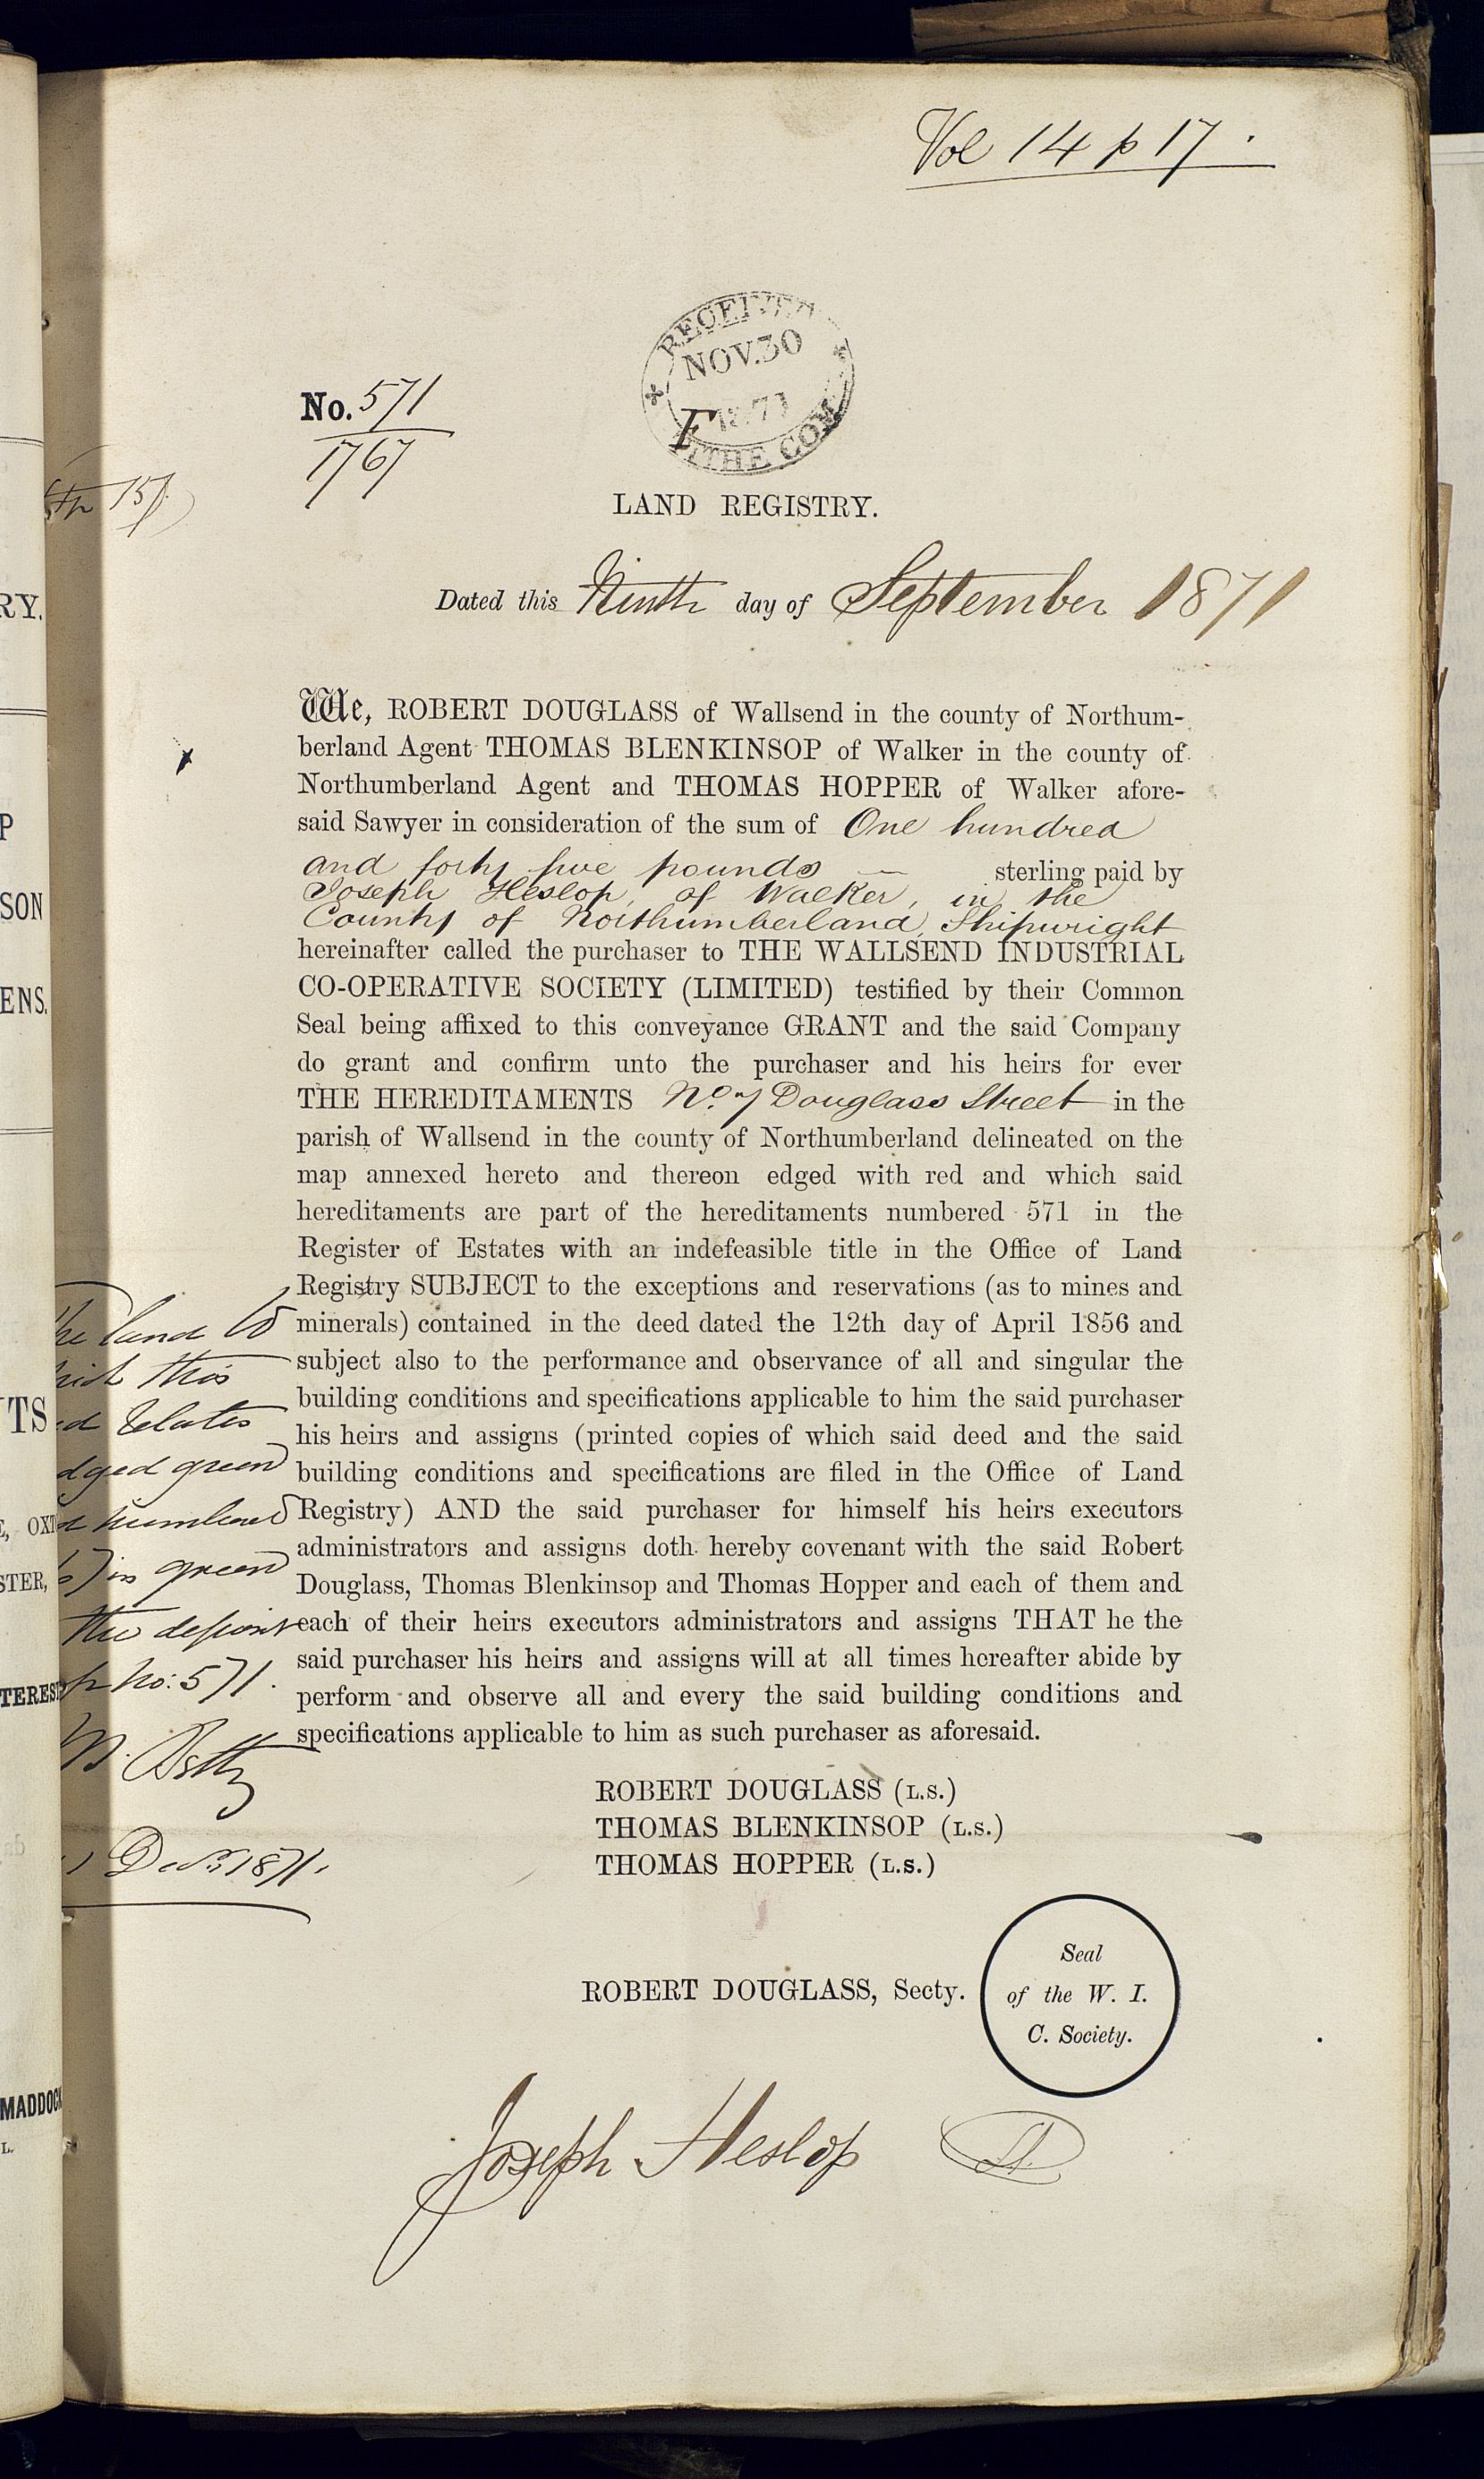 Vol 14 p 17.
RECEIVED
NOV.30
1871
F
No. 571
1767
LAND REGISTRY.
Dated this Ninth day of September 1871
We, ROBERT DOUGLASS of Wallsend in the county of Northum-
berland Agent THOMAS BLENKINSOP of Walker in the county of
Northumberland Agent and THOMAS HOPPER of Walker afore-
said Sawyer in consideration of the sum of One hundred
and forty five pounds — sterling paid by
Joseph Heslop, of Walker, in the
County of Northumberland, Shipwright
hereinafter called the purchaser to THE WALLSEND INDUSTRIAL
CO-OPERATIVE SOCIETY (LIMITED) testified by their Common
Seal being affixed to this conveyance GRANT and the said Company
do grant and confirm unto the purchaser and his heirs for ever
THE HEREDITAMENTS No. 7 Douglass Street in the
parish of Wallsend in the county of Northumberland delineated on the
map annexed hereto and thereon edged with red and which said
hereditaments are part of the hereditaments numbered 571 in the
Register of Estates with an indefeasible title in the Office of Land
Registry SUBJECT to the exceptions and reservations (as to mines and
minerals) contained in the deed dated the 12th day of April 1856 and
subject also to the performance and observance of all and singular the
building conditions and specifications applicable to him the said purchaser
his heirs and assigns (printed copies of which said deed and the said
building conditions and specifications are filed in the Office of Land
Registry) AND the said purchaser for himself his heirs executors
administrators and assigns doth hereby covenant with the said Robert
Douglass, Thomas Blenkinsop and Thomas Hopper and each of them and
each of their heirs executors administrators and assigns THAT he the
said purchaser his heirs and assigns will at all times hereafter abide by
perform and observe all and every the said building conditions and
specifications applicable to him as such purchaser as aforesaid.
ROBERT DOUGLASS (L.S.)
THOMAS BLENKINSOP (L.S.)
THOMAS HOPPER (L.S.)
ROBERT DOUGLASS, Secty.
Seal
of the W. I.
C. Society.
Joseph Heslop
land to
this
relates
green
numbered
in green
the deposit
No: 571.
Decr 1871.